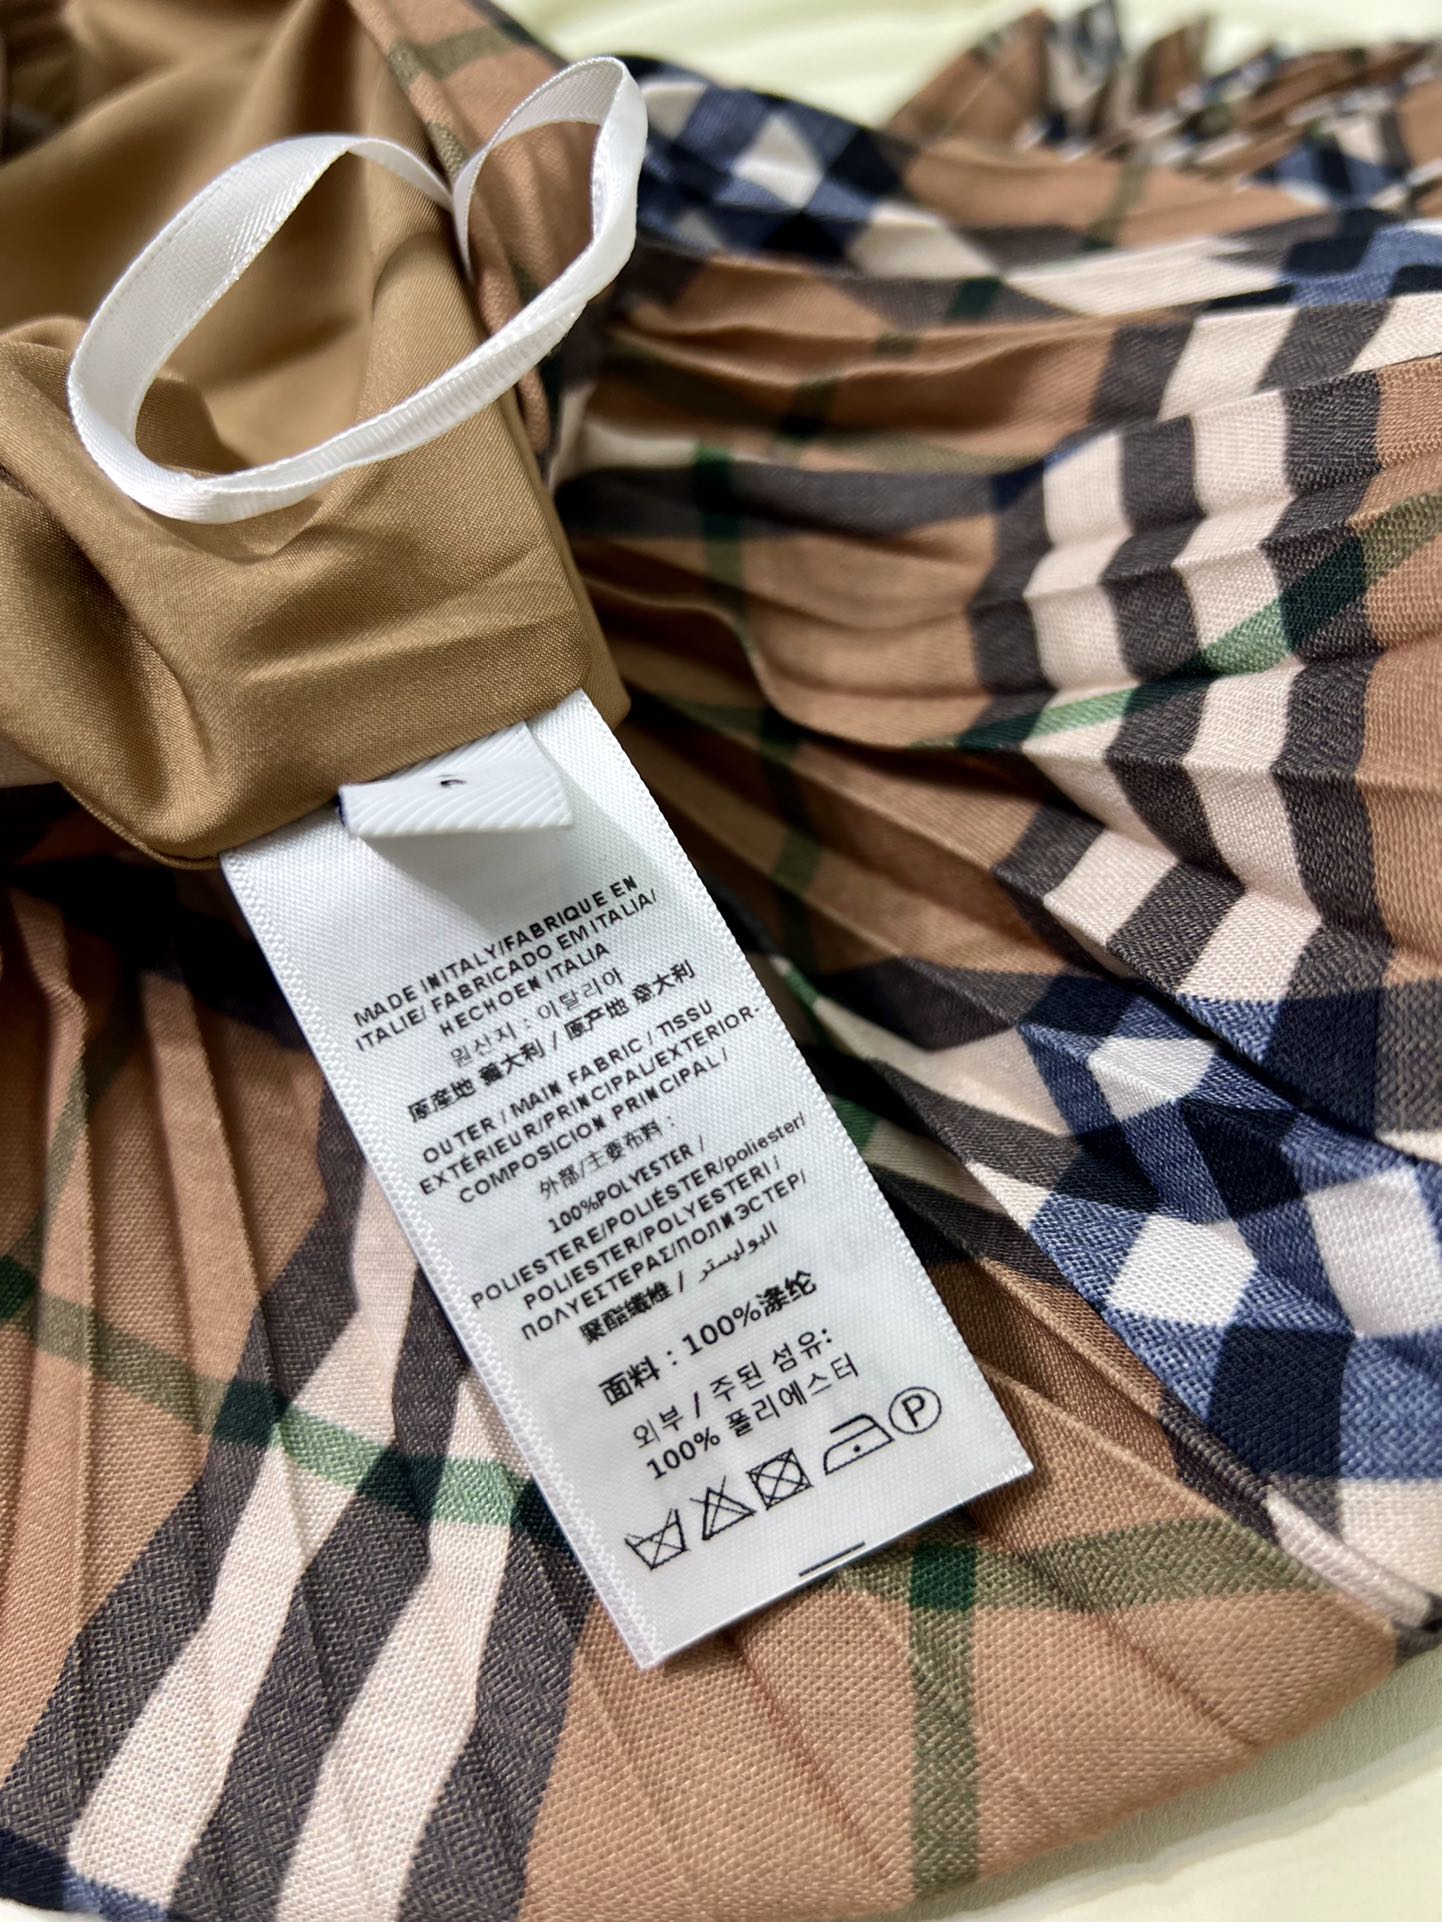 MADE INITALY/FABRIQUE EN
ITALIE/ FABRICADO EM ITALIA/
HECHOEN ITALIA
원산지 : 이탈리아
原産地 義大利 / 原产地 意大利
OUTER / MAIN FABRIC / TISSU
EXTÉRIEUR/PRINCIPAL/EXTERIOR-
COMPOSICION PRINCIPAL /
外部/主要布料 :
100%POLYESTER /
POLIESTERE/POLIÉSTER/poliester/
POLIESTER/POLYESTERI /
ΠΟΛΥΕΣΤΕΡΑΣ/ПОЛИЭСТЕР/
聚酯纖維 / البوليستر
面料 : 100%涤纶
외부 / 주된 섬유:
100% 폴리에스터
P